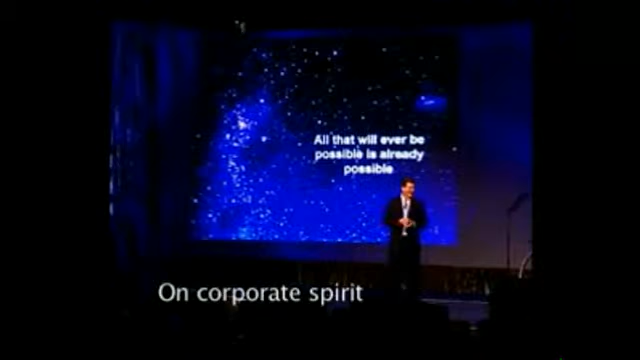 All that will ever be
possible is already
possible
On corporate spirit